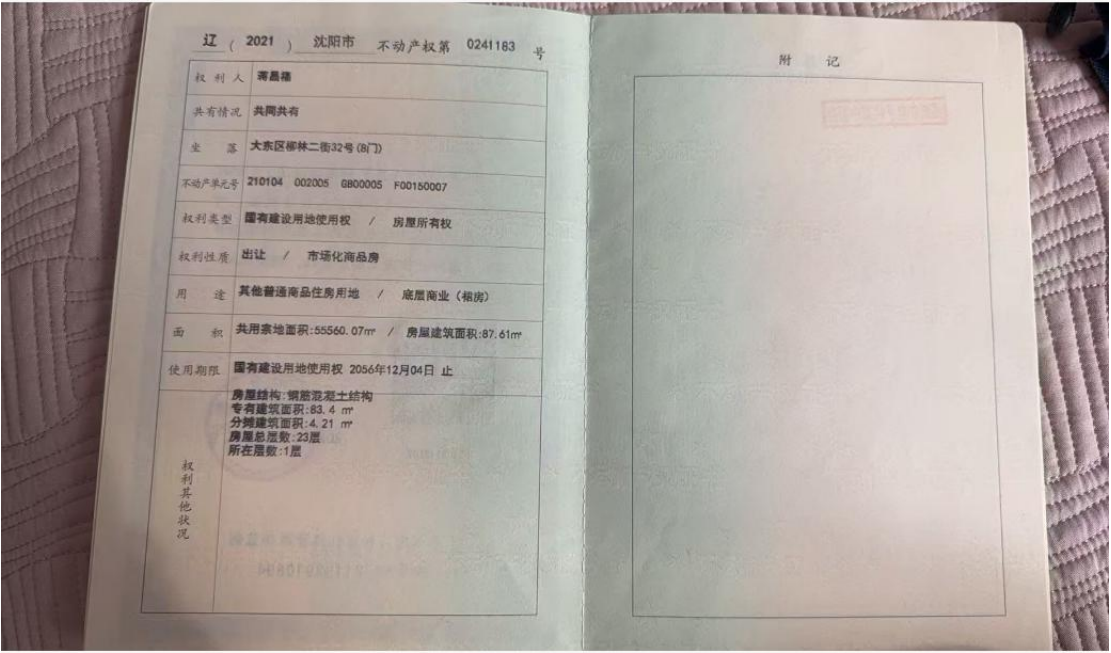 辽 ( 2021 ) 沈阳市 不动产权第 0241183 号
权利人 蒋昌禧
共有情况 共同共有
坐落 大东区柳林二街32号(8门)
不动产单元号 210104 002005 GB00005 F00150007
权利类型 国有建设用地使用权 / 房屋所有权
权利性质 出让 / 市场化商品房
用途 其他普通商品住房用地 / 底层商业(裙房)
面积 共用宗地面积:55560.07㎡ / 房屋建筑面积:87.61㎡
使用期限 国有建设用地使用权 2056年12月04日 止
权利其他状况
房屋结构:钢筋混凝土结构
专有建筑面积:83.4 ㎡
分摊建筑面积:4.21 ㎡
房屋总层数:23层
所在层数:1层
附记